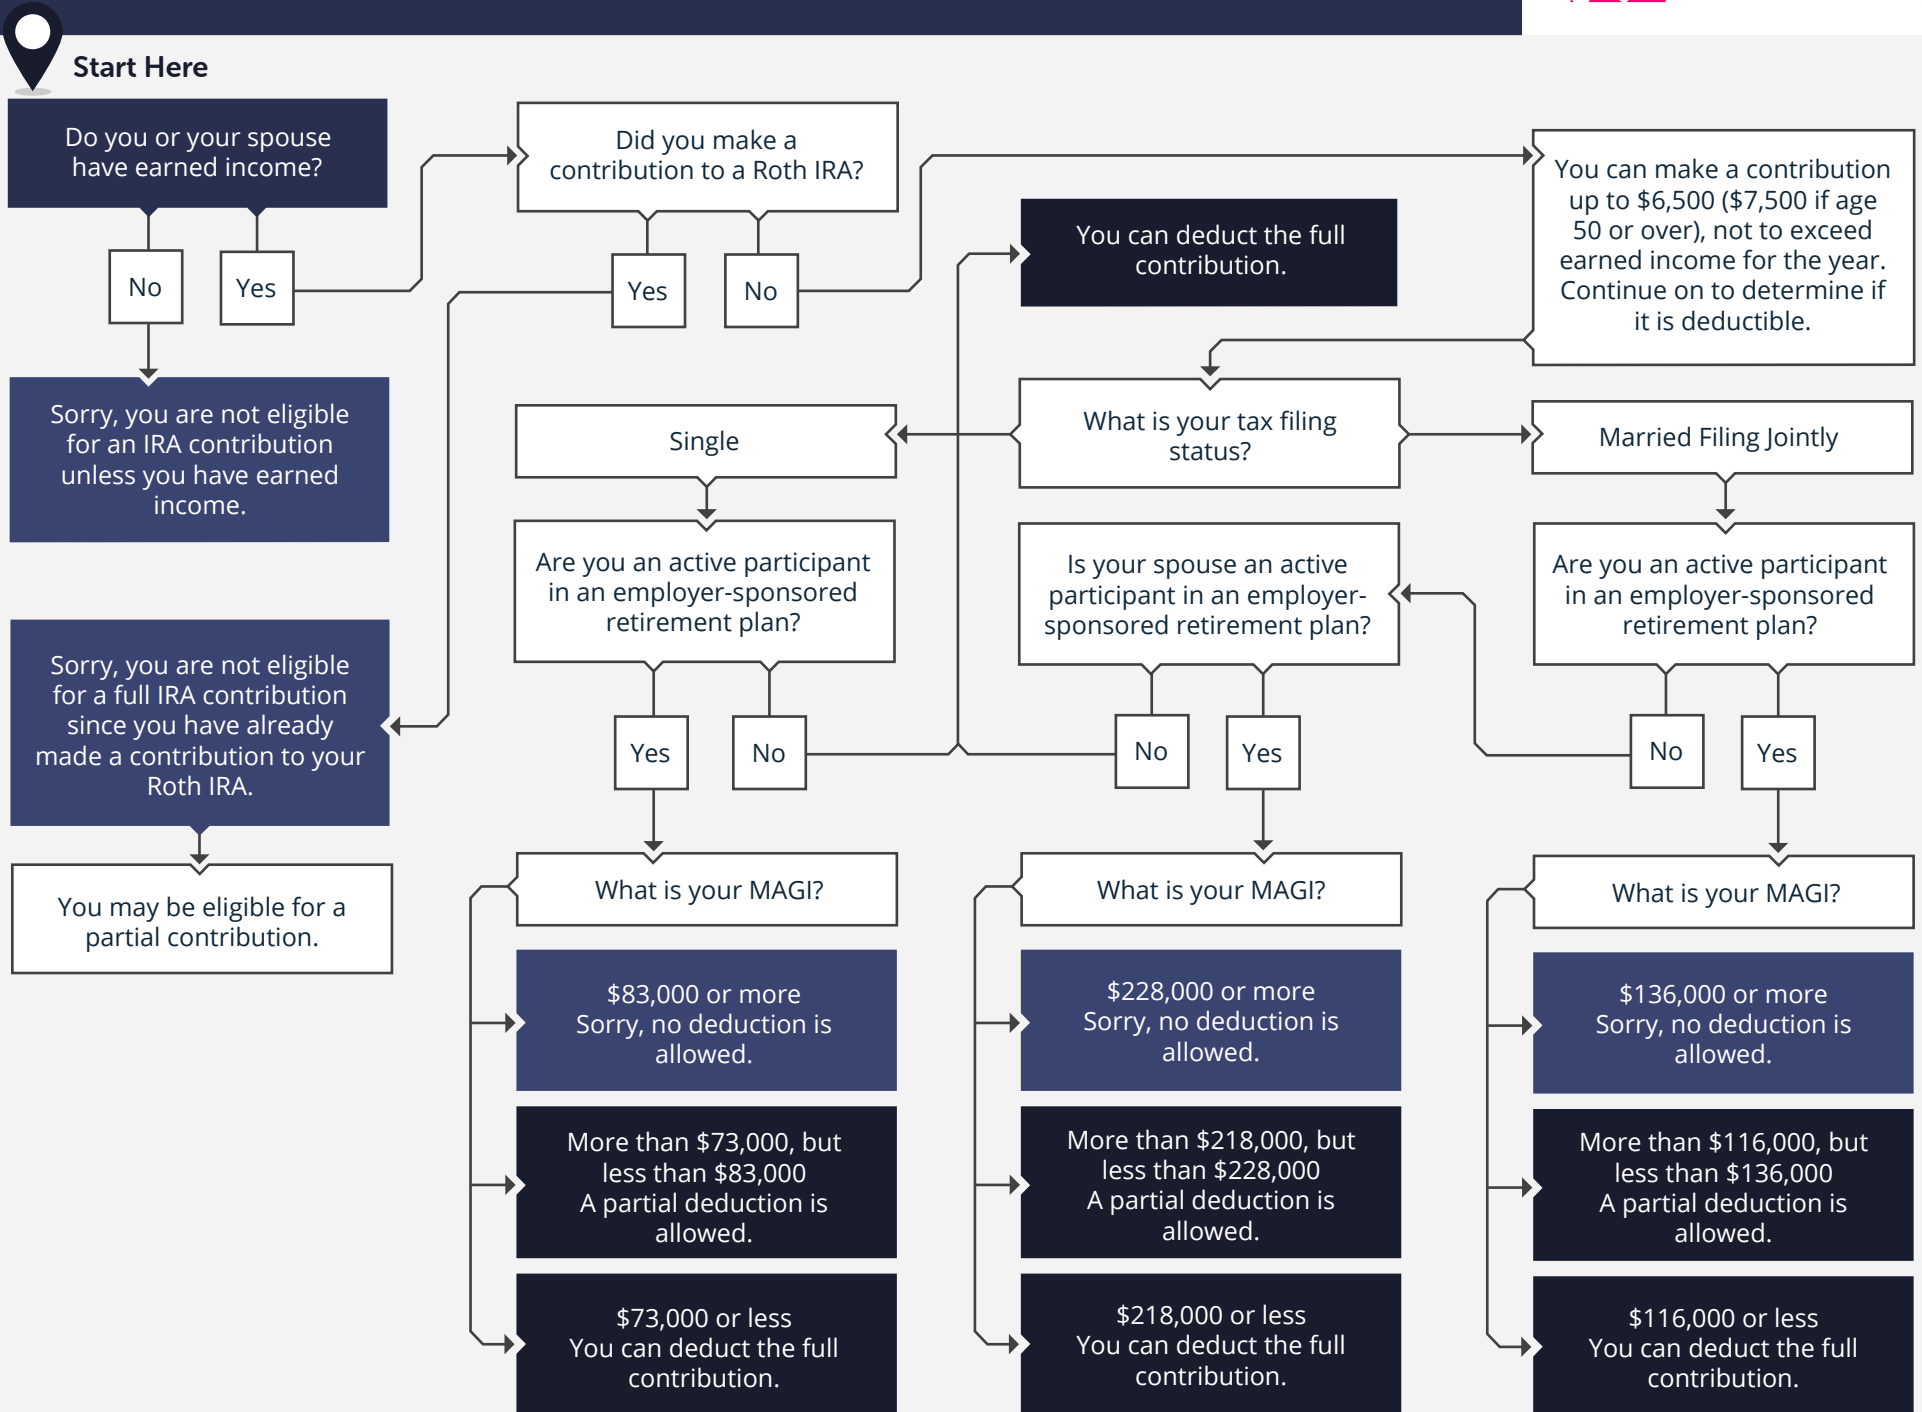 Start Here
Do you or your spouse
have earned income?
No
Yes
Sorry, you are not eligible
for an IRA contribution
unless you have earned
income.
Did you make a
contribution to a Roth IRA?
Yes
No
Sorry, you are not eligible
for a full IRA contribution
since you have already
made a contribution to your
Roth IRA.
You may be eligible for a
partial contribution.
You can make a contribution
up to $6,500 ($7,500 if age
50 or over), not to exceed
earned income for the year.
Continue on to determine if
it is deductible.
You can deduct the full
contribution.
What is your tax filing
status?
Single
Married Filing Jointly
Are you an active participant
in an employer-sponsored
retirement plan?
Yes
No
Is your spouse an active
participant in an employer-
sponsored retirement plan?
No
Yes
Are you an active participant
in an employer-sponsored
retirement plan?
No
Yes
What is your MAGI?
$83,000 or more
Sorry, no deduction is
allowed.
More than $73,000, but
less than $83,000
A partial deduction is
allowed.
$73,000 or less
You can deduct the full
contribution.
What is your MAGI?
$228,000 or more
Sorry, no deduction is
allowed.
More than $218,000, but
less than $228,000
A partial deduction is
allowed.
$218,000 or less
You can deduct the full
contribution.
What is your MAGI?
$136,000 or more
Sorry, no deduction is
allowed.
More than $116,000, but
less than $136,000
A partial deduction is
allowed.
$116,000 or less
You can deduct the full
contribution.